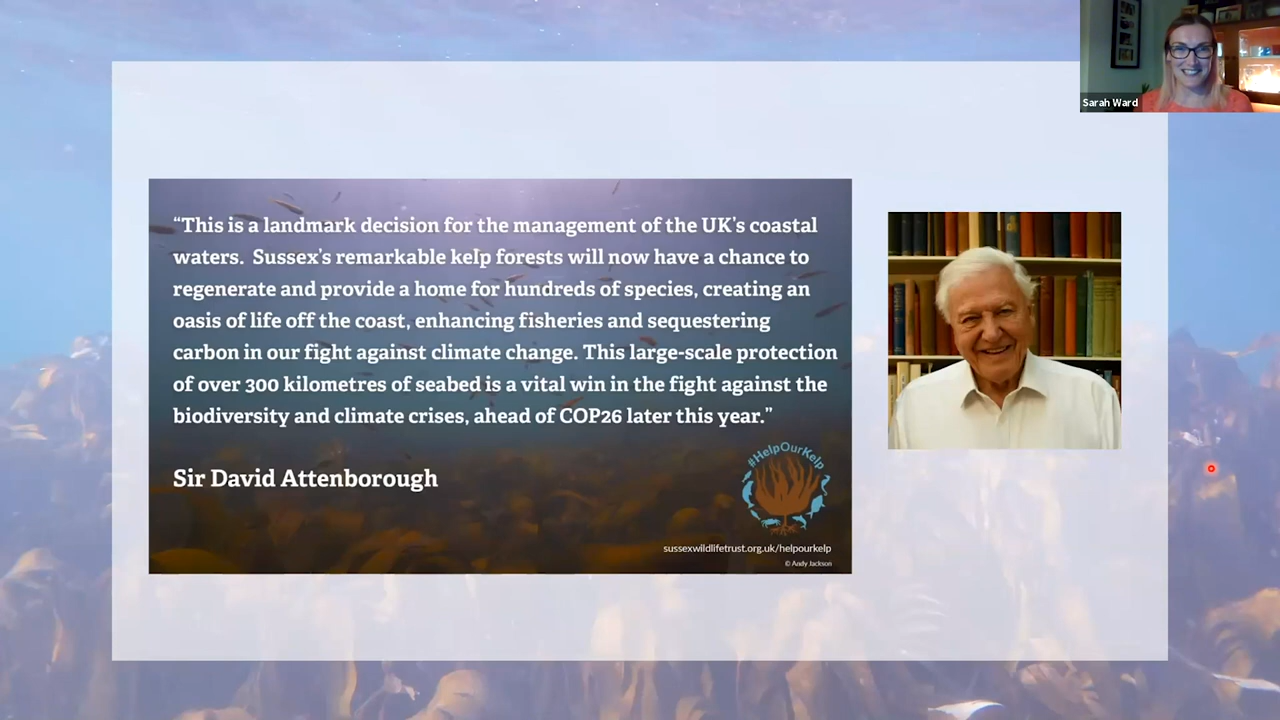 Sarah Ward
“This is a landmark decision for the management of the UK’s coastal
waters.  Sussex’s remarkable kelp forests will now have a chance to
regenerate and provide a home for hundreds of species, creating an
oasis of life off the coast, enhancing fisheries and sequestering
carbon in our fight against climate change. This large-scale protection
of over 300 kilometres of seabed is a vital win in the fight against the
biodiversity and climate crises, ahead of COP26 later this year.”
Sir David Attenborough
#HelpOurKelp
sussexwildlifetrust.org.uk/helpourkelp
© Andy Jackson